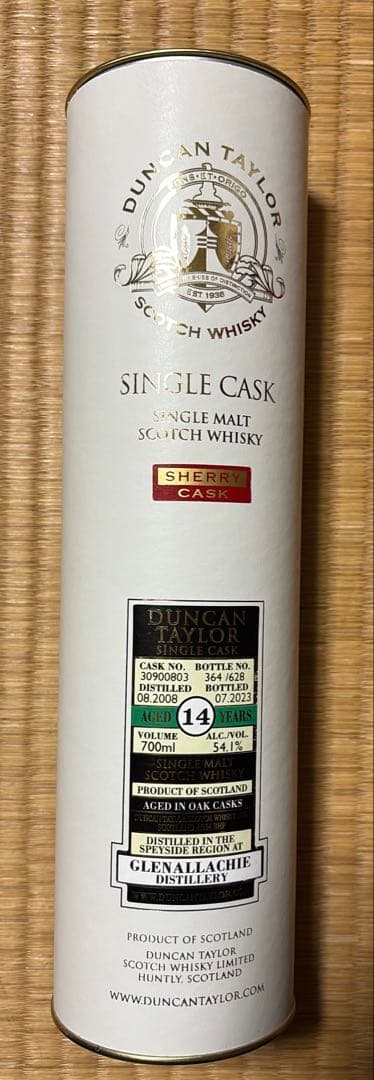 DUNCAN TAYLOR
EST 1938
SCOTCH WHISKY
SINGLE CASK
SINGLE MALT
SCOTCH WHISKY
SHERRY
CASK
DUNCAN
TAYLOR
SINGLE CASK
CASK NO. BOTTLE NO.
30900803 364 /628
DISTILLED BOTTLED
08.2008 07.2023
AGED 14 YEARS
VOLUME ALC./VOL.
700ml 54.1%
SINGLE MALT
SCOTCH WHISKY
PRODUCT OF SCOTLAND
AGED IN OAK CASKS
DISTILLED IN THE
SPEYSIDE REGION AT
GLENALLACHIE
DISTILLERY
PRODUCT OF SCOTLAND
DUNCAN TAYLOR
SCOTCH WHISKY LIMITED
HUNTLY, SCOTLAND
WWW.DUNCANTAYLOR.COM